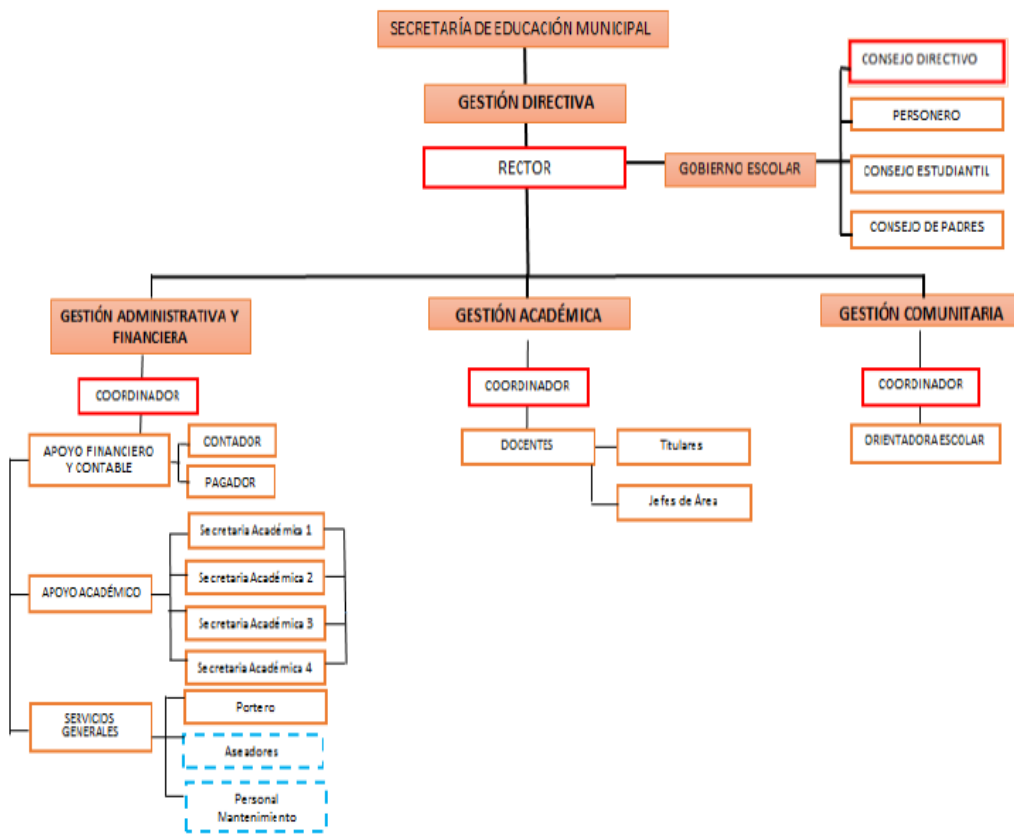 SECRETARÍA DE EDUCACIÓN MUNICIPAL
GESTIÓN DIRECTIVA
RECTOR
GOBIERNO ESCOLAR
CONSEJO DIRECTIVO
PERSONERO
CONSEJO ESTUDIANTIL
CONSEJO DE PADRES
GESTIÓN ADMINISTRATIVA Y
FINANCIERA
COORDINADOR
APOYO FINANCIERO
Y CONTABLE
CONTADOR
PAGADOR
APOYO ACADÉMICO
Secretaria Académica 1
Secretaria Académica 2
Secretaria Académica 3
Secretaria Académica 4
SERVICIOS
GENERALES
Portero
Aseadores
Personal
Mantenimiento
GESTIÓN ACADÉMICA
COORDINADOR
DOCENTES
Titulares
Jefes de Área
GESTIÓN COMUNITARIA
COORDINADOR
ORIENTADORA ESCOLAR